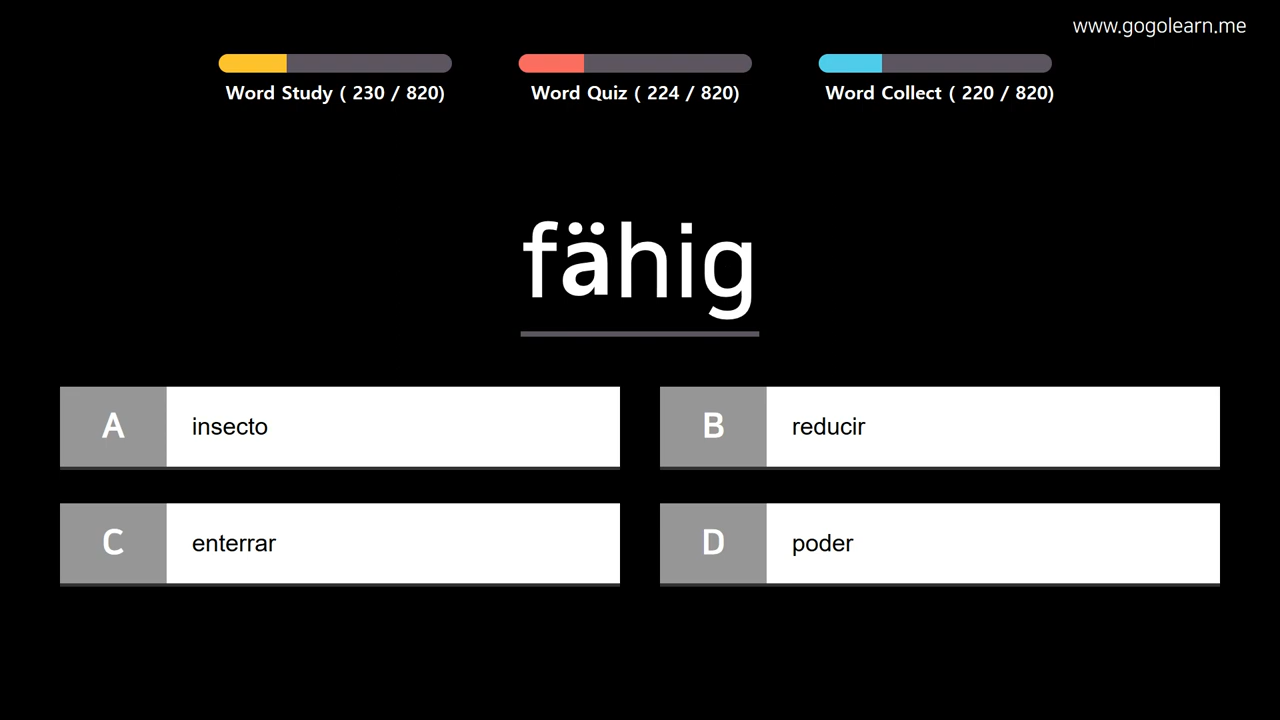 www.gogolearn.me
Word Study ( 230 / 820)
Word Quiz ( 224 / 820)
Word Collect ( 220 / 820)
fähig
A insecto
B reducir
C enterrar
D poder